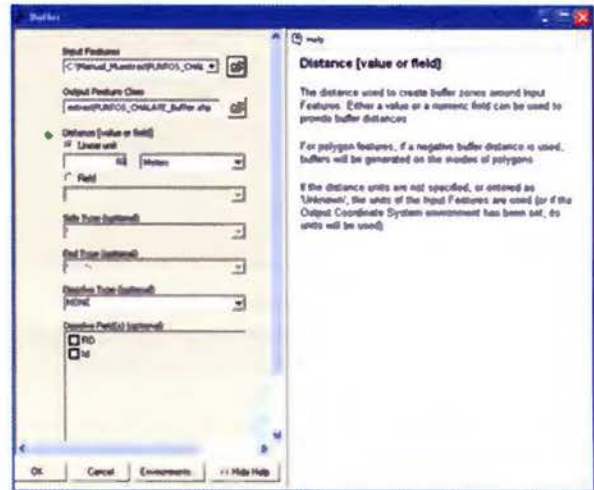 Buffer
Input Features
C:\Manual_Muestreo\PUNTOS_CHAL
Output Feature Class
PUNTOS_CHALATE_Buffer.shp
Distance [value or field]
Linear unit
Meters
Field
Side Type (optional)
End Type (optional)
Dissolve Type (optional)
NONE
Dissolve Field(s) (optional)
FID
Id
OK
Cancel
Environments
<< Hide Help
Help
Distance [value or field]
The distance used to create buffer zones around Input
Features. Either a value or a numeric field can be used to
provide buffer distances
For polygon features, if a negative buffer distance is used,
buffers will be generated on the insides of polygons
If the distance units are not specified, or entered as
'Unknown', the units of the Input Features are used (or if the
Output Coordinate System environment has been set, its
units will be used)